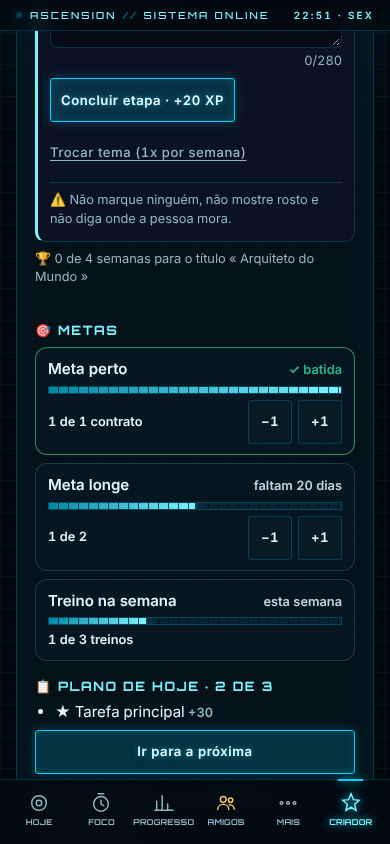 ASCENSION // SISTEMA ONLINE 22:51 · SEX
0/280
Concluir etapa · +20 XP
Trocar tema (1x por semana)
⚠️ Não marque ninguém, não mostre rosto e
não diga onde a pessoa mora.
🏆 0 de 4 semanas para o título « Arquiteto do
Mundo »
🎯 METAS
Meta perto ✓ batida
1 de 1 contrato −1 +1
Meta longe faltam 20 dias
1 de 2 −1 +1
Treino na semana esta semana
1 de 3 treinos
📋 PLANO DE HOJE · 2 DE 3
• ★ Tarefa principal +30
Ir para a próxima
HOJE FOCO PROGRESSO AMIGOS MAIS CRIADOR